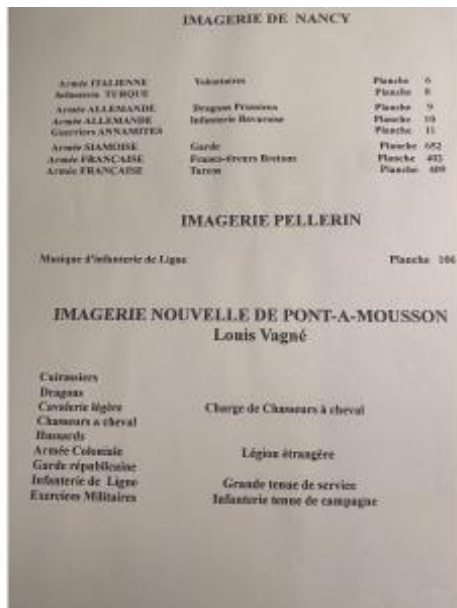 IMAGERIE DE NANCY
Armée ITALIENNE Volontaires Planche 6
Infanterie TURQUE Planche 8
Armée ALLEMANDE Dragons Prussiens Planche 9
Armée ALLEMANDE Infanterie Bavaroise Planche 10
Guerriers ANNAMITES Planche 11
Armée SIAMOISE Garde Planche 652
Armée FRANÇAISE Francs-tireurs Bretons Planche 402
Armée FRANÇAISE Turcos Planche 409
IMAGERIE PELLERIN
Musique d'infanterie de Ligne Planche 106
IMAGERIE NOUVELLE DE PONT-A-MOUSSON
Louis Vagné
Cuirassiers
Dragons
Cavalerie légère Charge de Chasseurs à cheval
Chasseurs a cheval
Hussards
Armée Coloniale Légion étrangère
Garde républicaine
Infanterie de Ligne Grande tenue de service
Exercices Militaires Infanterie tenue de campagne